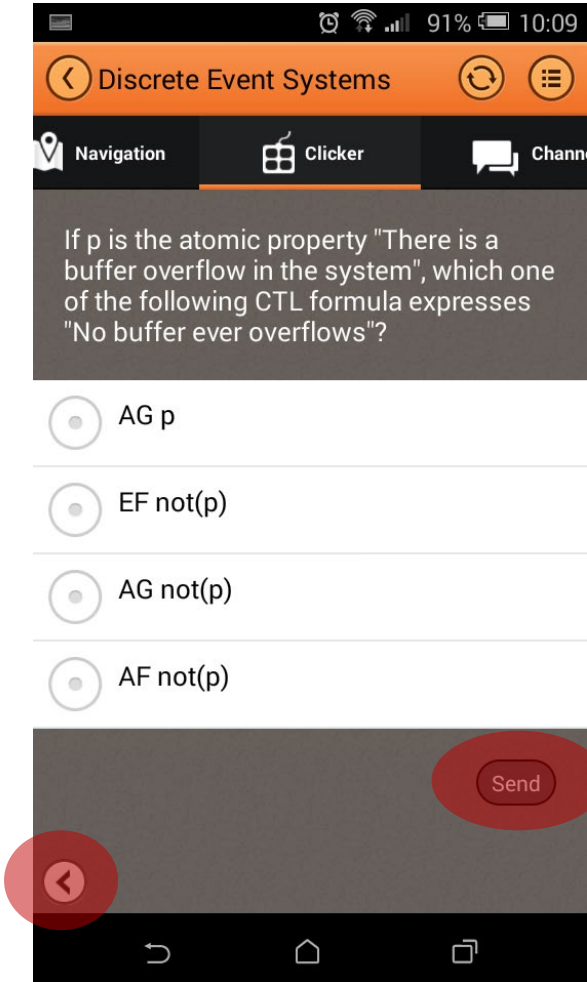 91% 10:09
Discrete Event Systems
Navigation Clicker Chann
If p is the atomic property "There is a
buffer overflow in the system", which one
of the following CTL formula expresses
"No buffer ever overflows"?
AG p
EF not(p)
AG not(p)
AF not(p)
Send